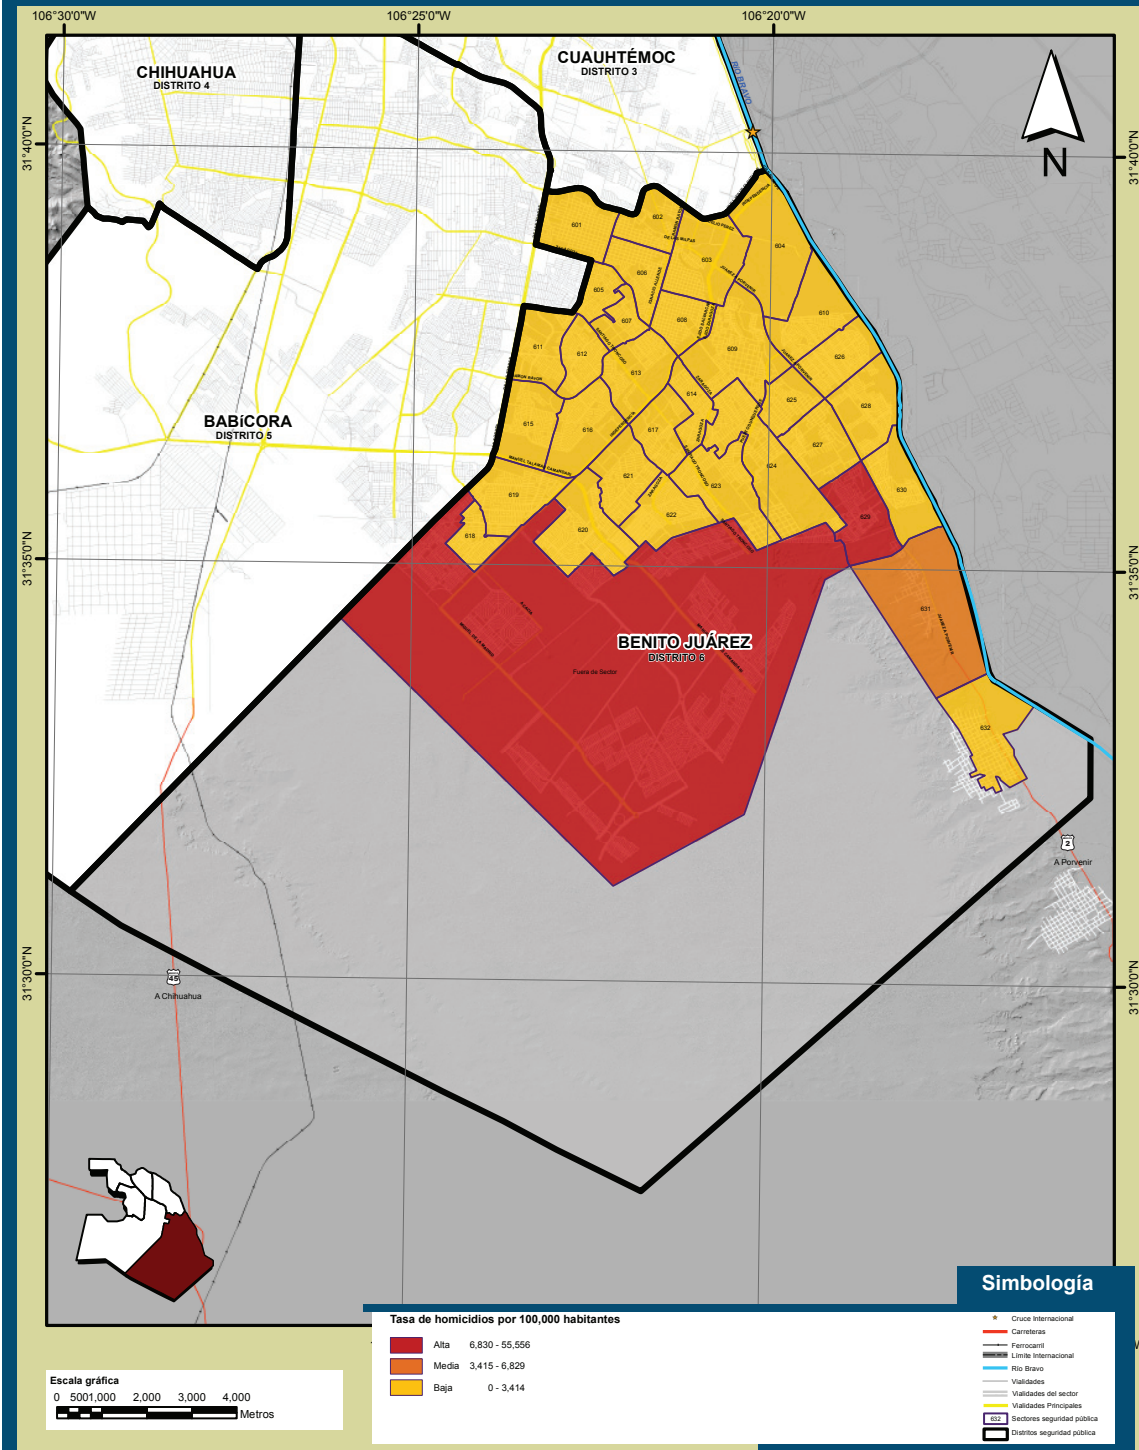 106°30'0"W
106°25'0"W
106°20'0"W
CHIHUAHUA
DISTRITO 4
CUAUHTÉMOC
DISTRITO 3
RIO BRAVO
31°40'0"N
31°40'0"N
N
601
602
603
604
605
606
607
608
609
610
611
612
613
614
615
616
617
618
619
620
621
622
623
624
625
626
627
628
629
630
631
632
BABíCORA
DISTRITO 5
31°35'0"N
31°35'0"N
BENITO JUÁREZ
DISTRITO 6
Fuera de Sector
2
A Porvenir
31°30'0"N
31°30'0"N
45
A Chihuahua
Simbología
Tasa de homicidios por 100,000 habitantes
Alta 6,830 - 55,556
Media 3,415 - 6,829
Baja 0 - 3,414
Cruce Internacional
Carreteras
Ferrocarril
Límite Internacional
Río Bravo
Vialidades
Vialidades del sector
Vialidades Principales
632 Sectores seguridad pública
Distritos seguridad pública
Escala gráfica
0 500 1,000 2,000 3,000 4,000
Metros